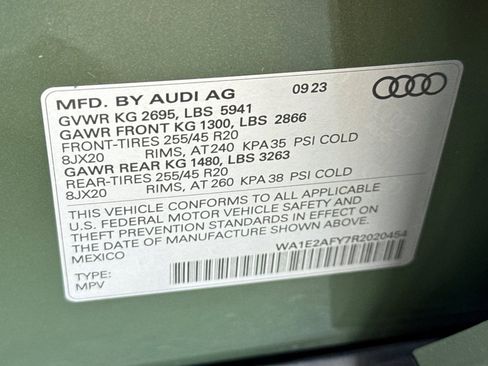 MFD. BY AUDI AG 09 23
GVWR KG 2695, LBS 5941
GAWR FRONT KG 1300, LBS 2866
FRONT-TIRES 255/45 R20
8JX20 RIMS, AT 240 KPA 35 PSI COLD
GAWR REAR KG 1480, LBS 3263
REAR-TIRES 255/45 R20
8JX20 RIMS, AT 260 KPA 38 PSI COLD
THIS VEHICLE CONFORMS TO ALL APPLICABLE
U.S. FEDERAL MOTOR VEHICLE SAFETY AND
THEFT PREVENTION STANDARDS IN EFFECT ON
THE DATE OF MANUFACTURE SHOWN ABOVE.
MEXICO
WA1E2AFY7R2020454
TYPE:
MPV